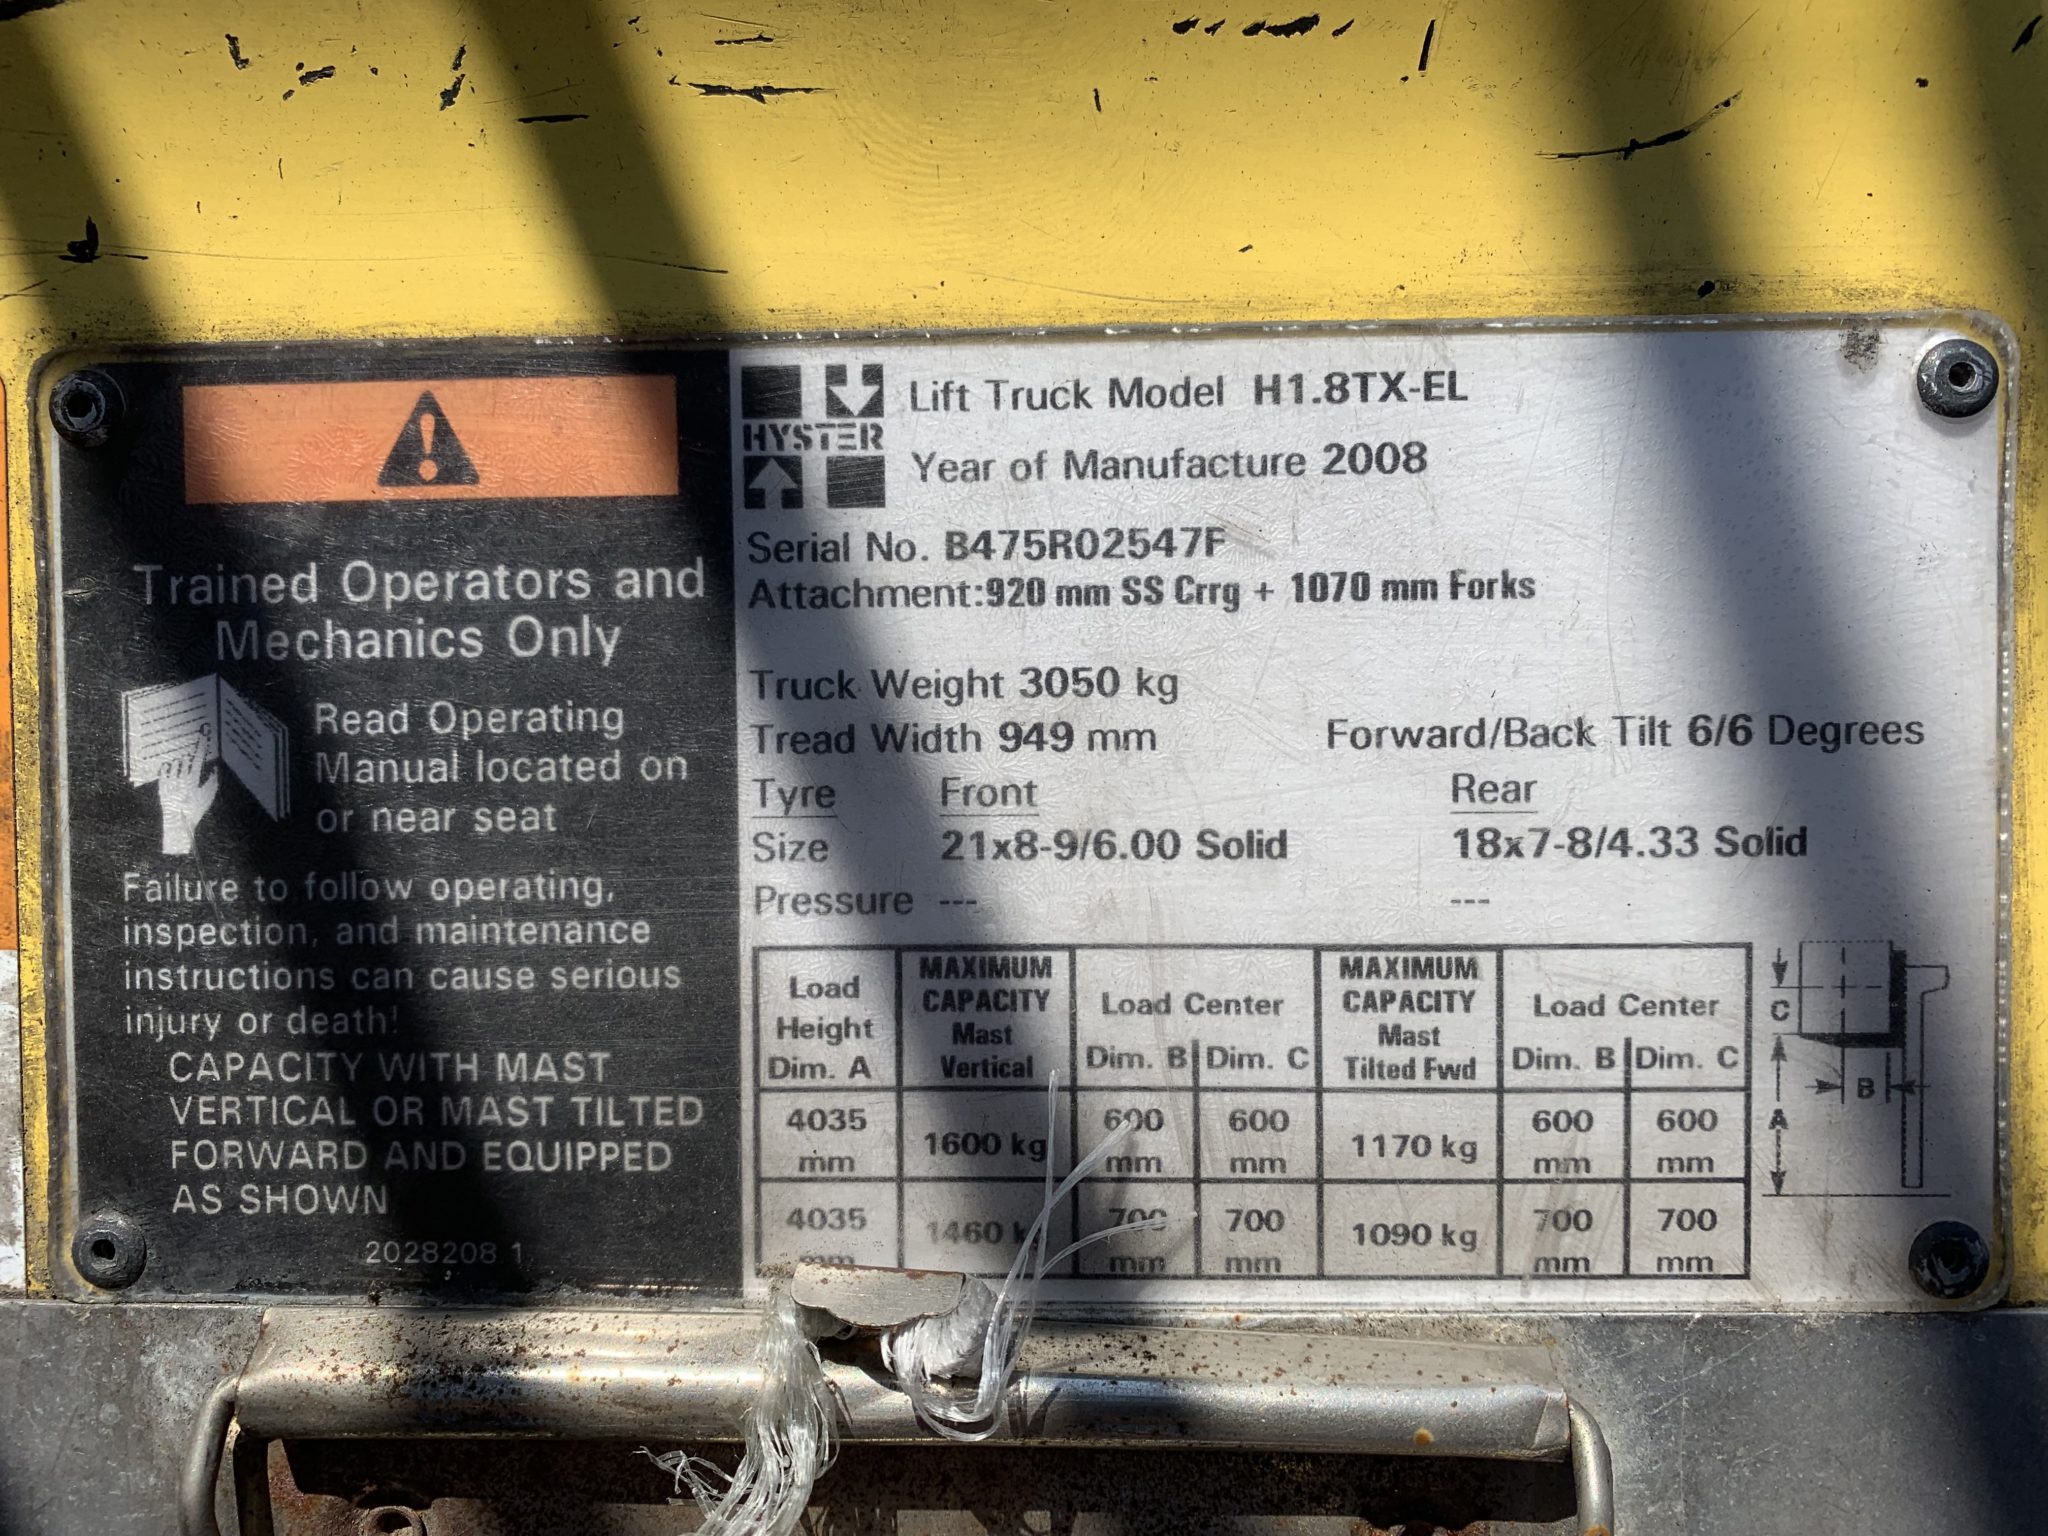 Trained Operators and
Mechanics Only
Read Operating
Manual located on
or near seat
Failure to follow operating,
inspection, and maintenance
instructions can cause serious
injury or death!
CAPACITY WITH MAST
VERTICAL OR MAST TILTED
FORWARD AND EQUIPPED
AS SHOWN
2028208 1
HYSTER
Lift Truck Model H1.8TX-EL
Year of Manufacture 2008
Serial No. B475R02547F
Attachment:920 mm SS Crrg + 1070 mm Forks
Truck Weight 3050 kg
Tread Width 949 mm Forward/Back Tilt 6/6 Degrees
Tyre Front Rear
Size 21x8-9/6.00 Solid 18x7-8/4.33 Solid
Pressure --- ---
Load Height Dim. A MAXIMUM CAPACITY Mast Vertical Load Center Dim. B Dim. C MAXIMUM CAPACITY Mast Tilted Fwd Load Center Dim. B Dim. C
4035 mm 1600 kg 600 mm 600 mm 1170 kg 600 mm 600 mm
4035 mm 1460 kg 700 mm 700 mm 1090 kg 700 mm 700 mm
C
B
A